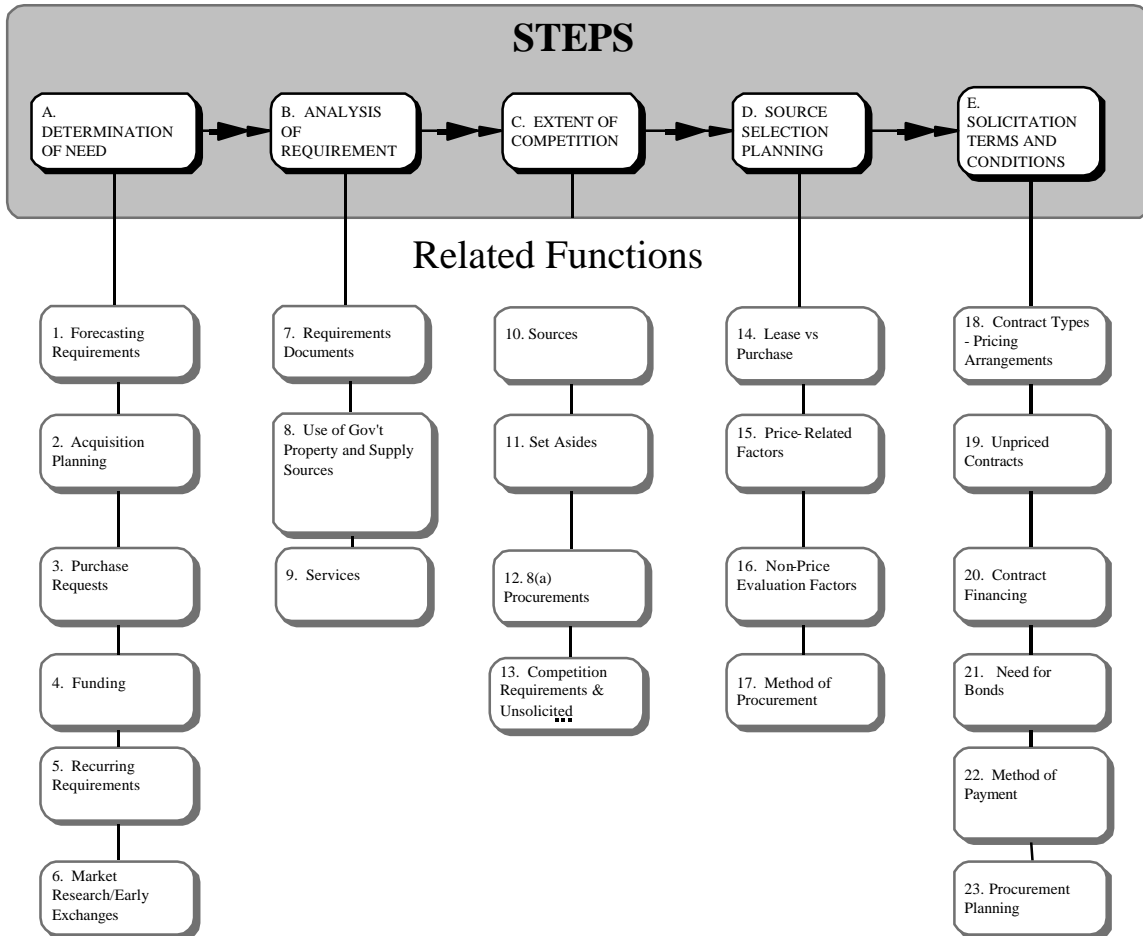 STEPS
A.
DETERMINATION
OF NEED
B. ANALYSIS
OF
REQUIREMENT
C. EXTENT OF
COMPETITION
D. SOURCE
SELECTION
PLANNING
E.
SOLICITATION
TERMS AND
CONDITIONS
Related Functions
1. Forecasting
Requirements
2. Acquisition
Planning
3. Purchase
Requests
4. Funding
5. Recurring
Requirements
6. Market
Research/Early
Exchanges
7. Requirements
Documents
8. Use of Gov't
Property and Supply
Sources
9. Services
10. Sources
11. Set Asides
12. 8(a)
Procurements
13. Competition
Requirements &
Unsolicited
14. Lease vs
Purchase
15. Price-Related
Factors
16. Non-Price
Evaluation Factors
17. Method of
Procurement
18. Contract Types
- Pricing
Arrangements
19. Unpriced
Contracts
20. Contract
Financing
21. Need for
Bonds
22. Method of
Payment
23. Procurement
Planning